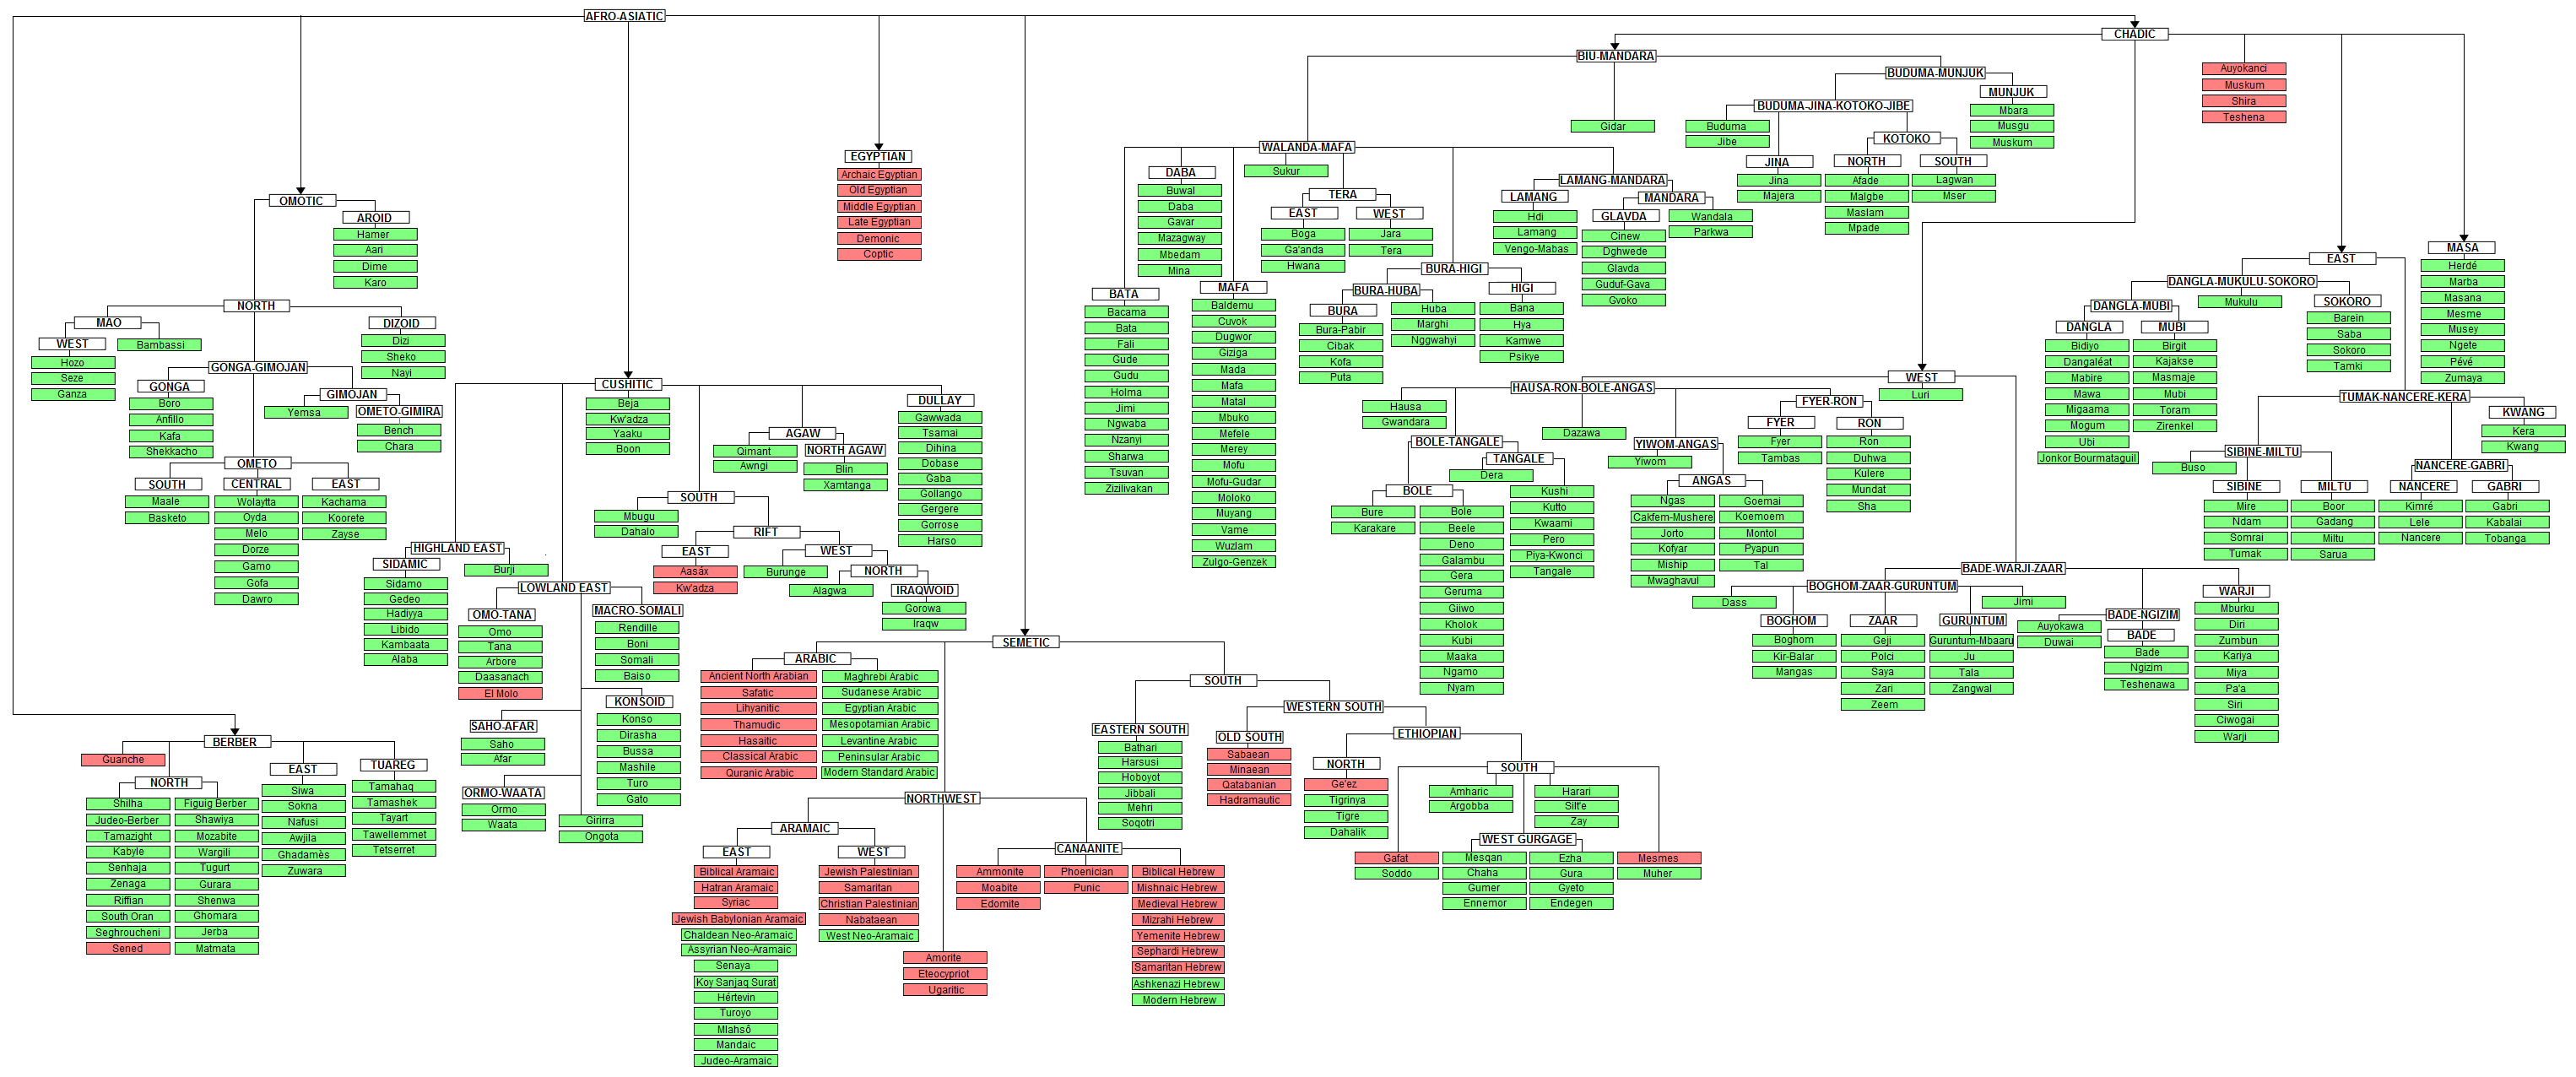 AFRO-ASIATIC
OMOTIC
AROID
Hamer
Aari
Dime
Karo
NORTH
MAO
WEST
Hozo
Seze
Ganza
Bambassi
DIZOID
Dizi
Sheko
Nayi
GONGA-GIMOJAN
GONGA
Boro
Anfillo
Kafa
Shekkacho
GIMOJAN
Yemsa
OMETO-GIMIRA
Bench
Chara
OMETO
SOUTH
Maale
Basketo
CENTRAL
Wolaytta
Oyda
Melo
Dorze
Gamo
Gofa
Dawro
EAST
Kachama
Koorete
Zayse
BERBER
Guanche
NORTH
Shilha
Judeo-Berber
Tamazight
Kabyle
Senhaja
Zenaga
Riffian
South Oran
Seghroucheni
Sened
Figuig Berber
Shawiya
Mozabite
Wargili
Tugurt
Gurara
Shenwa
Ghomara
Jerba
Matmata
EAST
Siwa
Sokna
Nafusi
Awjila
Ghadamès
Zuwara
TUAREG
Tamahaq
Tamashek
Tayart
Tawellemmet
Tetserret
CUSHITIC
Beja
Kw'adza
Yaaku
Boon
HIGHLAND EAST
SIDAMIC
Sidamo
Gedeo
Hadiyya
Libido
Kambaata
Alaba
Burji
LOWLAND EAST
OMO-TANA
Omo
Tana
Arbore
Daasanach
El Molo
MACRO-SOMALI
Rendille
Boni
Somali
Baiso
KONSOID
Konso
Dirasha
Bussa
Mashile
Turo
Gato
SAHO-AFAR
Saho
Afar
ORMO-WAATA
Ormo
Waata
Girirra
Ongota
AGAW
Qimant
Awngi
NORTH AGAW
Blin
Xamtanga
DULLAY
Gawwada
Tsamai
Dihina
Dobase
Gaba
Gollango
Gergere
Gorrose
Harso
SOUTH
Mbugu
Dahalo
RIFT
EAST
Aasáx
Kw'adza
WEST
Burunge
NORTH
Alagwa
IRAQWOID
Gorowa
Iraqw
EGYPTIAN
Archaic Egyptian
Old Egyptian
Middle Egyptian
Late Egyptian
Demonic
Coptic
SEMETIC
ARABIC
Ancient North Arabian
Safatic
Lihyanitic
Thamudic
Hasaitic
Classical Arabic
Quranic Arabic
Maghrebi Arabic
Sudanese Arabic
Egyptian Arabic
Mesopotamian Arabic
Levantine Arabic
Peninsular Arabic
Modern Standard Arabic
NORTHWEST
ARAMAIC
EAST
Biblical Aramaic
Hatran Aramaic
Syriac
Jewish Babylonian Aramaic
Chaldean Neo-Aramaic
Assyrian Neo-Aramaic
Senaya
Koy Sanjaq Surat
Hértevin
Turoyo
Mlahsô
Mandaic
Judeo-Aramaic
WEST
Jewish Palestinian
Samaritan
Christian Palestinian
Nabataean
West Neo-Aramaic
Amorite
Eteocypriot
Ugaritic
CANAANITE
Ammonite
Moabite
Edomite
Phoenician
Punic
Biblical Hebrew
Mishnaic Hebrew
Medieval Hebrew
Mizrahi Hebrew
Yemenite Hebrew
Sephardi Hebrew
Samaritan Hebrew
Ashkenazi Hebrew
Modern Hebrew
SOUTH
EASTERN SOUTH
Bathari
Harsusi
Hoboyot
Jibbali
Mehri
Soqotri
WESTERN SOUTH
OLD SOUTH
Sabaean
Minaean
Qatabanian
Hadramautic
ETHIOPIAN
NORTH
Ge'ez
Tigrinya
Tigre
Dahalik
SOUTH
Gafat
Soddo
Amharic
Argobba
Harari
Silt'e
Zay
WEST GURGAGE
Mesqan
Chaha
Gumer
Ennemor
Ezha
Gura
Gyeto
Endegen
Mesmes
Muher
CHADIC
Auyokanci
Muskum
Shira
Teshena
BIU-MANDARA
Gidar
BUDUMA-MUNJUK
MUNJUK
Mbara
Musgu
Muskum
BUDUMA-JINA-KOTOKO-JIBE
Buduma
Jibe
JINA
Jina
Majera
KOTOKO
NORTH
Afade
Malgbe
Maslam
Mpade
SOUTH
Lagwan
Mser
WALANDA-MAFA
BATA
Bacama
Bata
Fali
Gude
Gudu
Holma
Jimi
Ngwaba
Nzanyi
Sharwa
Tsuvan
Zizilivakan
DABA
Buwal
Daba
Gavar
Mazagway
Mbedam
Mina
MAFA
Baldemu
Cuvok
Dugwor
Giziga
Mada
Mafa
Matal
Mbuko
Mefele
Merey
Mofu
Mofu-Gudar
Moloko
Muyang
Vame
Wuzlam
Zulgo-Genzek
Sukur
TERA
EAST
Boga
Ga'anda
Hwana
WEST
Jara
Tera
BURA-HIGI
BURA-HUBA
BURA
Bura-Pabir
Cibak
Kofa
Puta
Huba
Marghi
Nggwahyi
HIGI
Bana
Hya
Kamwe
Psikye
LAMANG-MANDARA
LAMANG
Hdi
Lamang
Vengo-Mabas
MANDARA
GLAVDA
Cinew
Dghwede
Glavda
Guduf-Gava
Gvoko
Wandala
Parkwa
WEST
Luri
HAUSA-RON-BOLE-ANGAS
Hausa
Gwandara
BOLE-TANGALE
BOLE
Bure
Karakare
Bole
Beele
Deno
Galambu
Gera
Geruma
Giiwo
Kholok
Kubi
Maaka
Ngamo
Nyam
TANGALE
Dera
Kushi
Kutto
Kwaami
Pero
Piya-Kwonci
Tangale
Dazawa
YIWOM-ANGAS
Yiwom
ANGAS
Ngas
Cakfem-Mushere
Jorto
Kofyar
Miship
Mwaghavul
Goemai
Koemoem
Montol
Pyapun
Tal
FYER-RON
FYER
Fyer
Tambas
RON
Ron
Duhwa
Kulere
Mundat
Sha
BADE-WARJI-ZAAR
BOGHOM-ZAAR-GURUNTUM
Dass
BOGHOM
Boghom
Kir-Balar
Mangas
ZAAR
Geji
Polci
Saya
Zari
Zeem
GURUNTUM
Guruntum-Mbaaru
Ju
Tala
Zangwal
Jimi
BADE-NGIZIM
Auyokawa
Duwai
BADE
Bade
Ngizim
Teshenawa
WARJI
Mburku
Diri
Zumbun
Kariya
Miya
Pa'a
Siri
Ciwogai
Warji
EAST
DANGLA-MUKULU-SOKORO
DANGLA-MUBI
DANGLA
Bidiyo
Dangaléat
Mabire
Mawa
Migaama
Mogum
Ubi
Jonkor Bourmataguil
MUBI
Birgit
Kajakse
Masmaje
Mubi
Toram
Zirenkel
Mukulu
SOKORO
Barein
Saba
Sokoro
Tamki
TUMAK-NANCERE-KERA
SIBINE-MILTU
Buso
SIBINE
Mire
Ndam
Somrai
Tumak
MILTU
Boor
Gadang
Miltu
Sarua
NANCERE-GABRI
NANCERE
Kimré
Lele
Nancere
GABRI
Gabri
Kabalai
Tobanga
KWANG
Kera
Kwang
MASA
Herdé
Marba
Masana
Mesme
Musey
Ngete
Pévé
Zumaya